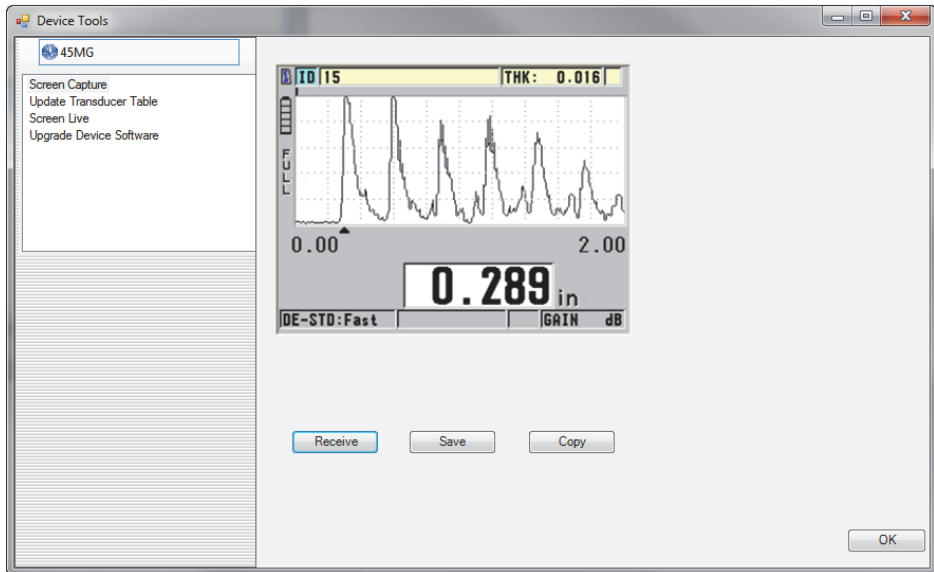 Device Tools
45MG
Screen Capture
Update Transducer Table
Screen Live
Upgrade Device Software
ID 15 THK: 0.016
FULL
0.00 2.00
0.289 in
DE-STD:Fast GAIN dB
Receive Save Copy
OK